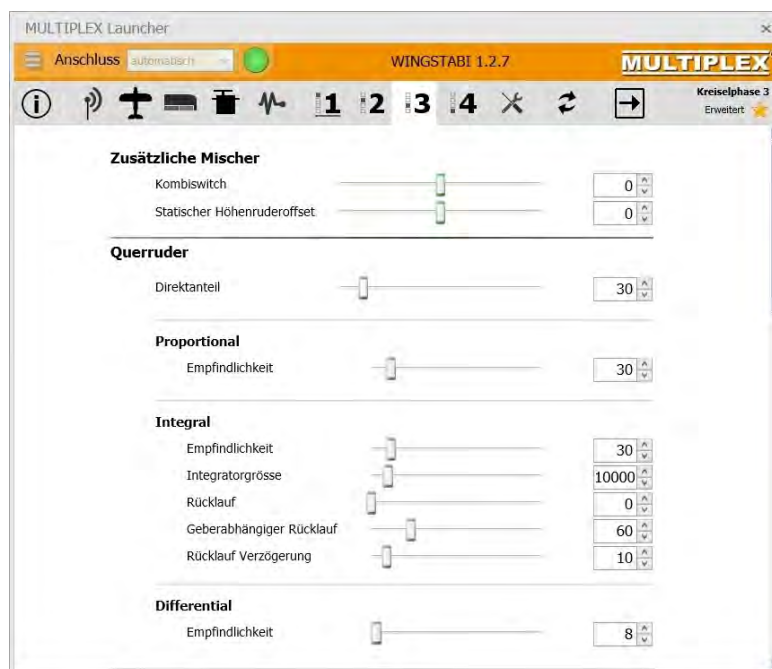 MULTIPLEX Launcher
Anschluss automatisch WINGSTABI 1.2.7 MULTIPLEX
1 2 3 4 Kreiselphase 3
Erweitert
Zusätzliche Mischer
Kombiswitch 0
Statischer Höhenruderoffset 0
Querruder
Direktanteil 30
Proportional
Empfindlichkeit 30
Integral
Empfindlichkeit 30
Integratorgrösse 10000
Rücklauf 0
Geberabhängiger Rücklauf 60
Rücklauf Verzögerung 10
Differential
Empfindlichkeit 8